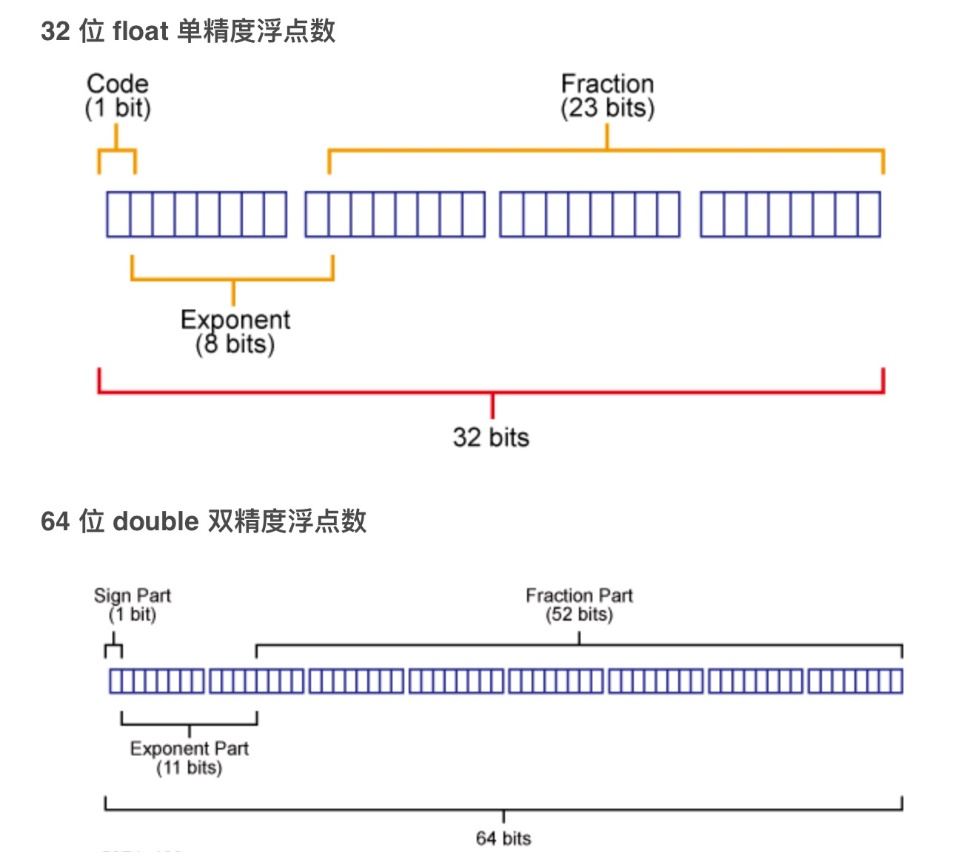 32 位 float 单精度浮点数
Code
(1 bit)
Fraction
(23 bits)
Exponent
(8 bits)
32 bits
64 位 double 双精度浮点数
Sign Part
(1 bit)
Fraction Part
(52 bits)
Exponent Part
(11 bits)
64 bits